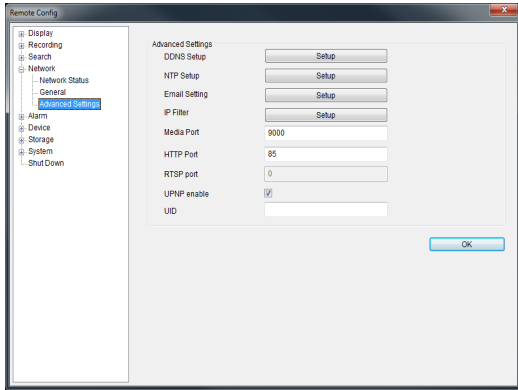 Remote Config
Display
Recording
Search
Network
Network Status
General
Advanced Settings
Alarm
Device
Storage
System
Shut Down
Advanced Settings
DDNS Setup Setup
NTP Setup Setup
Email Setting Setup
IP Filter Setup
Media Port 9000
HTTP Port 85
RTSP port 0
UPNP enable
UID
OK